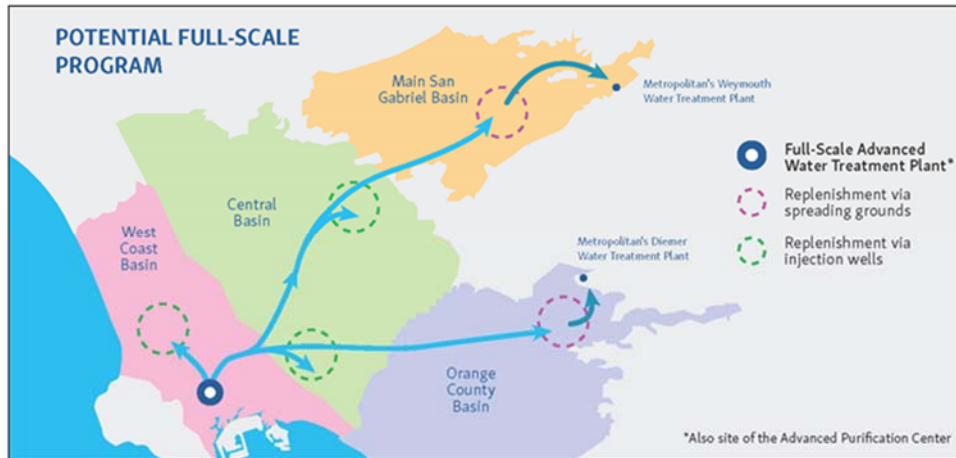 POTENTIAL FULL-SCALE
PROGRAM
Main San
Gabriel Basin
Metropolitan's Weymouth
Water Treatment Plant
Full-Scale Advanced
Water Treatment Plant*
Replenishment via
spreading grounds
Replenishment via
injection wells
Central
Basin
West
Coast
Basin
Metropolitan's Diemer
Water Treatment Plant
Orange
County
Basin
*Also site of the Advanced Purification Center